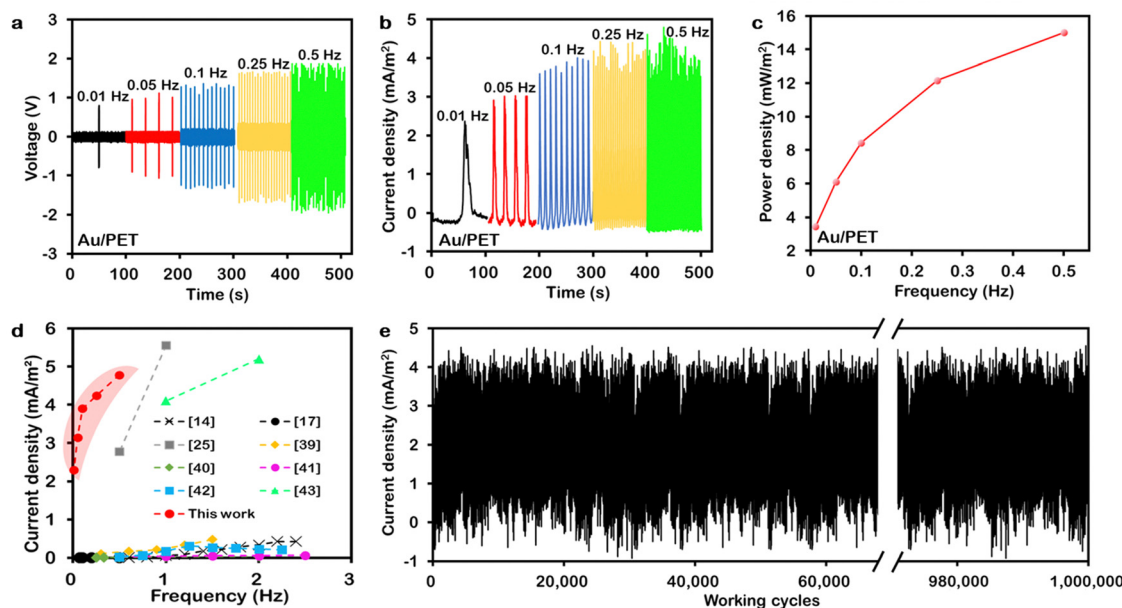 a
3
2
1
0
-1
-2
-3
Voltage (V)
0.01 Hz
0.05 Hz
0.1 Hz
0.25 Hz
0.5 Hz
Au/PET
0 100 200 300 400 500
Time (s)
b
5
4
3
2
1
0
-1
Current density (mA/m²)
0.01 Hz
0.05 Hz
0.1 Hz
0.25 Hz
0.5 Hz
Au/PET
0 100 200 300 400 500
Time (s)
c
16
14
12
10
8
6
4
2
Power density (mW/m²)
Au/PET
0 0.1 0.2 0.3 0.4 0.5
Frequency (Hz)
d
6
5
4
3
2
1
0
Current density (mA/m²)
[14] [17]
[25] [39]
[40] [41]
[42] [43]
This work
0 1 2 3
Frequency (Hz)
e
5
4
3
2
1
0
-1
Current density (mA/m²)
0 20,000 40,000 60,000 980,000 1,000,000
Working cycles